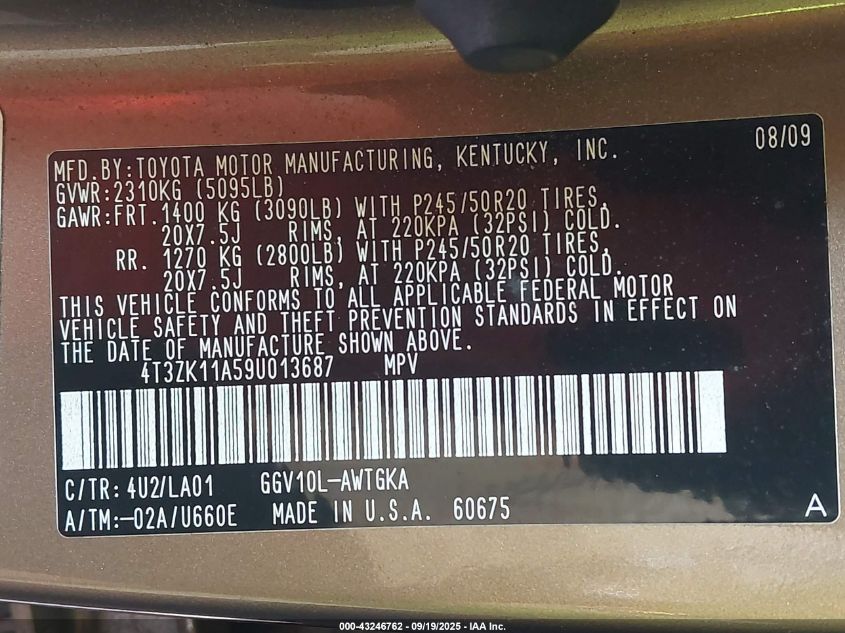 08/09
MFD.BY:TOYOTA MOTOR MANUFACTURING, KENTUCKY, INC.
GVWR:2310KG (5095LB)
GAWR:FRT.1400 KG (3090LB) WITH P245/50R20 TIRES,
20X7.5J RIMS, AT 220KPA (32PSI) COLD.
RR. 1270 KG (2800LB) WITH P245/50R20 TIRES,
20X7.5J RIMS, AT 220KPA (32PSI) COLD.
THIS VEHICLE CONFORMS TO ALL APPLICABLE FEDERAL MOTOR
VEHICLE SAFETY AND THEFT PREVENTION STANDARDS IN EFFECT ON
THE DATE OF MANUFACTURE SHOWN ABOVE.
4T3ZK11A59U013687 MPV
C/TR: 4U2/LA01 GGV10L-AWTGKA
A/TM:-02A/U660E MADE IN U.S.A. 60675
A
000-43246762 - 09/19/2025 - IAA Inc.